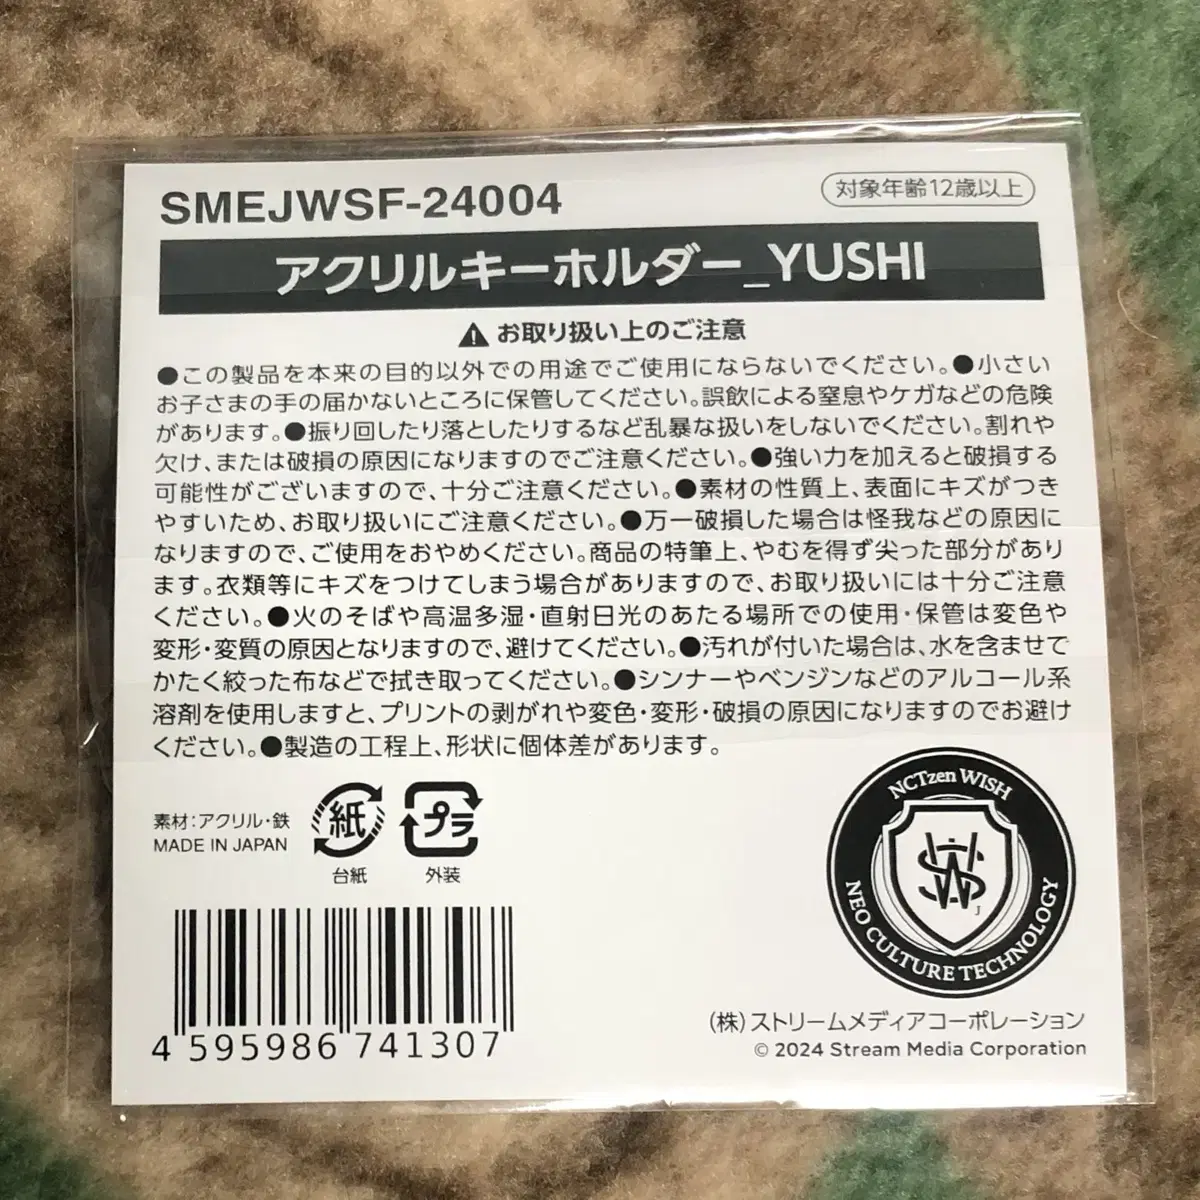 SMEJWSF-24004
対象年齢12歳以上
アクリルキーホルダー_YUSHI
お取り扱い上のご注意
●この製品を本来の目的以外での用途でご使用にならないでください。●小さい
お子さまの手の届かないところに保管してください。誤飲による窒息やケガなどの危険
があります。●振り回したり落としたりするなど乱暴な扱いをしないでください。割れや
欠け、または破損の原因になりますのでご注意ください。●強い力を加えると破損する
可能性がございますので、十分ご注意ください。●素材の性質上、表面にキズがつき
やすいため、お取り扱いにご注意ください。●万一破損した場合は怪我などの原因に
なりますので、ご使用をおやめください。商品の特筆上、やむを得ず尖った部分があり
ます。衣類等にキズをつけてしまう場合がありますので、お取り扱いには十分ご注意
ください。●火のそばや高温多湿・直射日光のあたる場所での使用・保管は変色や
変形・変質の原因となりますので、避けてください。●汚れが付いた場合は、水を含ませて
かたく絞った布などで拭き取ってください。●シンナーやベンジンなどのアルコール系
溶剤を使用しますと、プリントの剥がれや変色・変形・破損の原因になりますのでお避け
ください。●製造の工程上、形状に個体差があります。
素材:アクリル・鉄
MADE IN JAPAN
紙
台紙
プラ
外装
NCTzen WISH
W S J
NEO CULTURE TECHNOLOGY
4 595986 741307
(株)ストリームメディアコーポレーション
© 2024 Stream Media Corporation